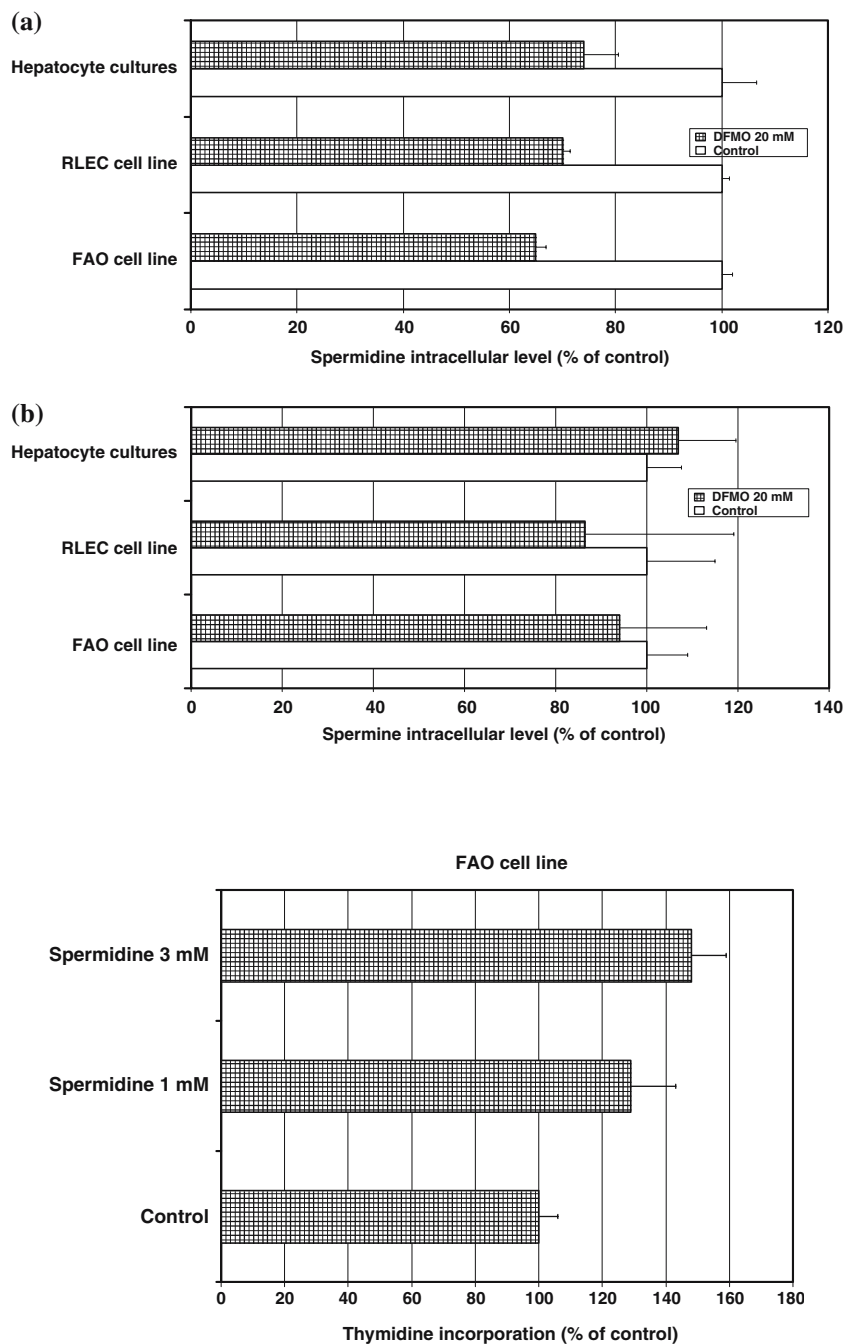 (a)
Hepatocyte cultures
RLEC cell line
FAO cell line
DFMO 20 mM
Control
0 20 40 60 80 100 120
Spermidine intracellular level (% of control)
(b)
Hepatocyte cultures
RLEC cell line
FAO cell line
DFMO 20 mM
Control
0 20 40 60 80 100 120 140
Spermine intracellular level (% of control)
FAO cell line
Spermidine 3 mM
Spermidine 1 mM
Control
0 20 40 60 80 100 120 140 160 180
Thymidine incorporation (% of control)